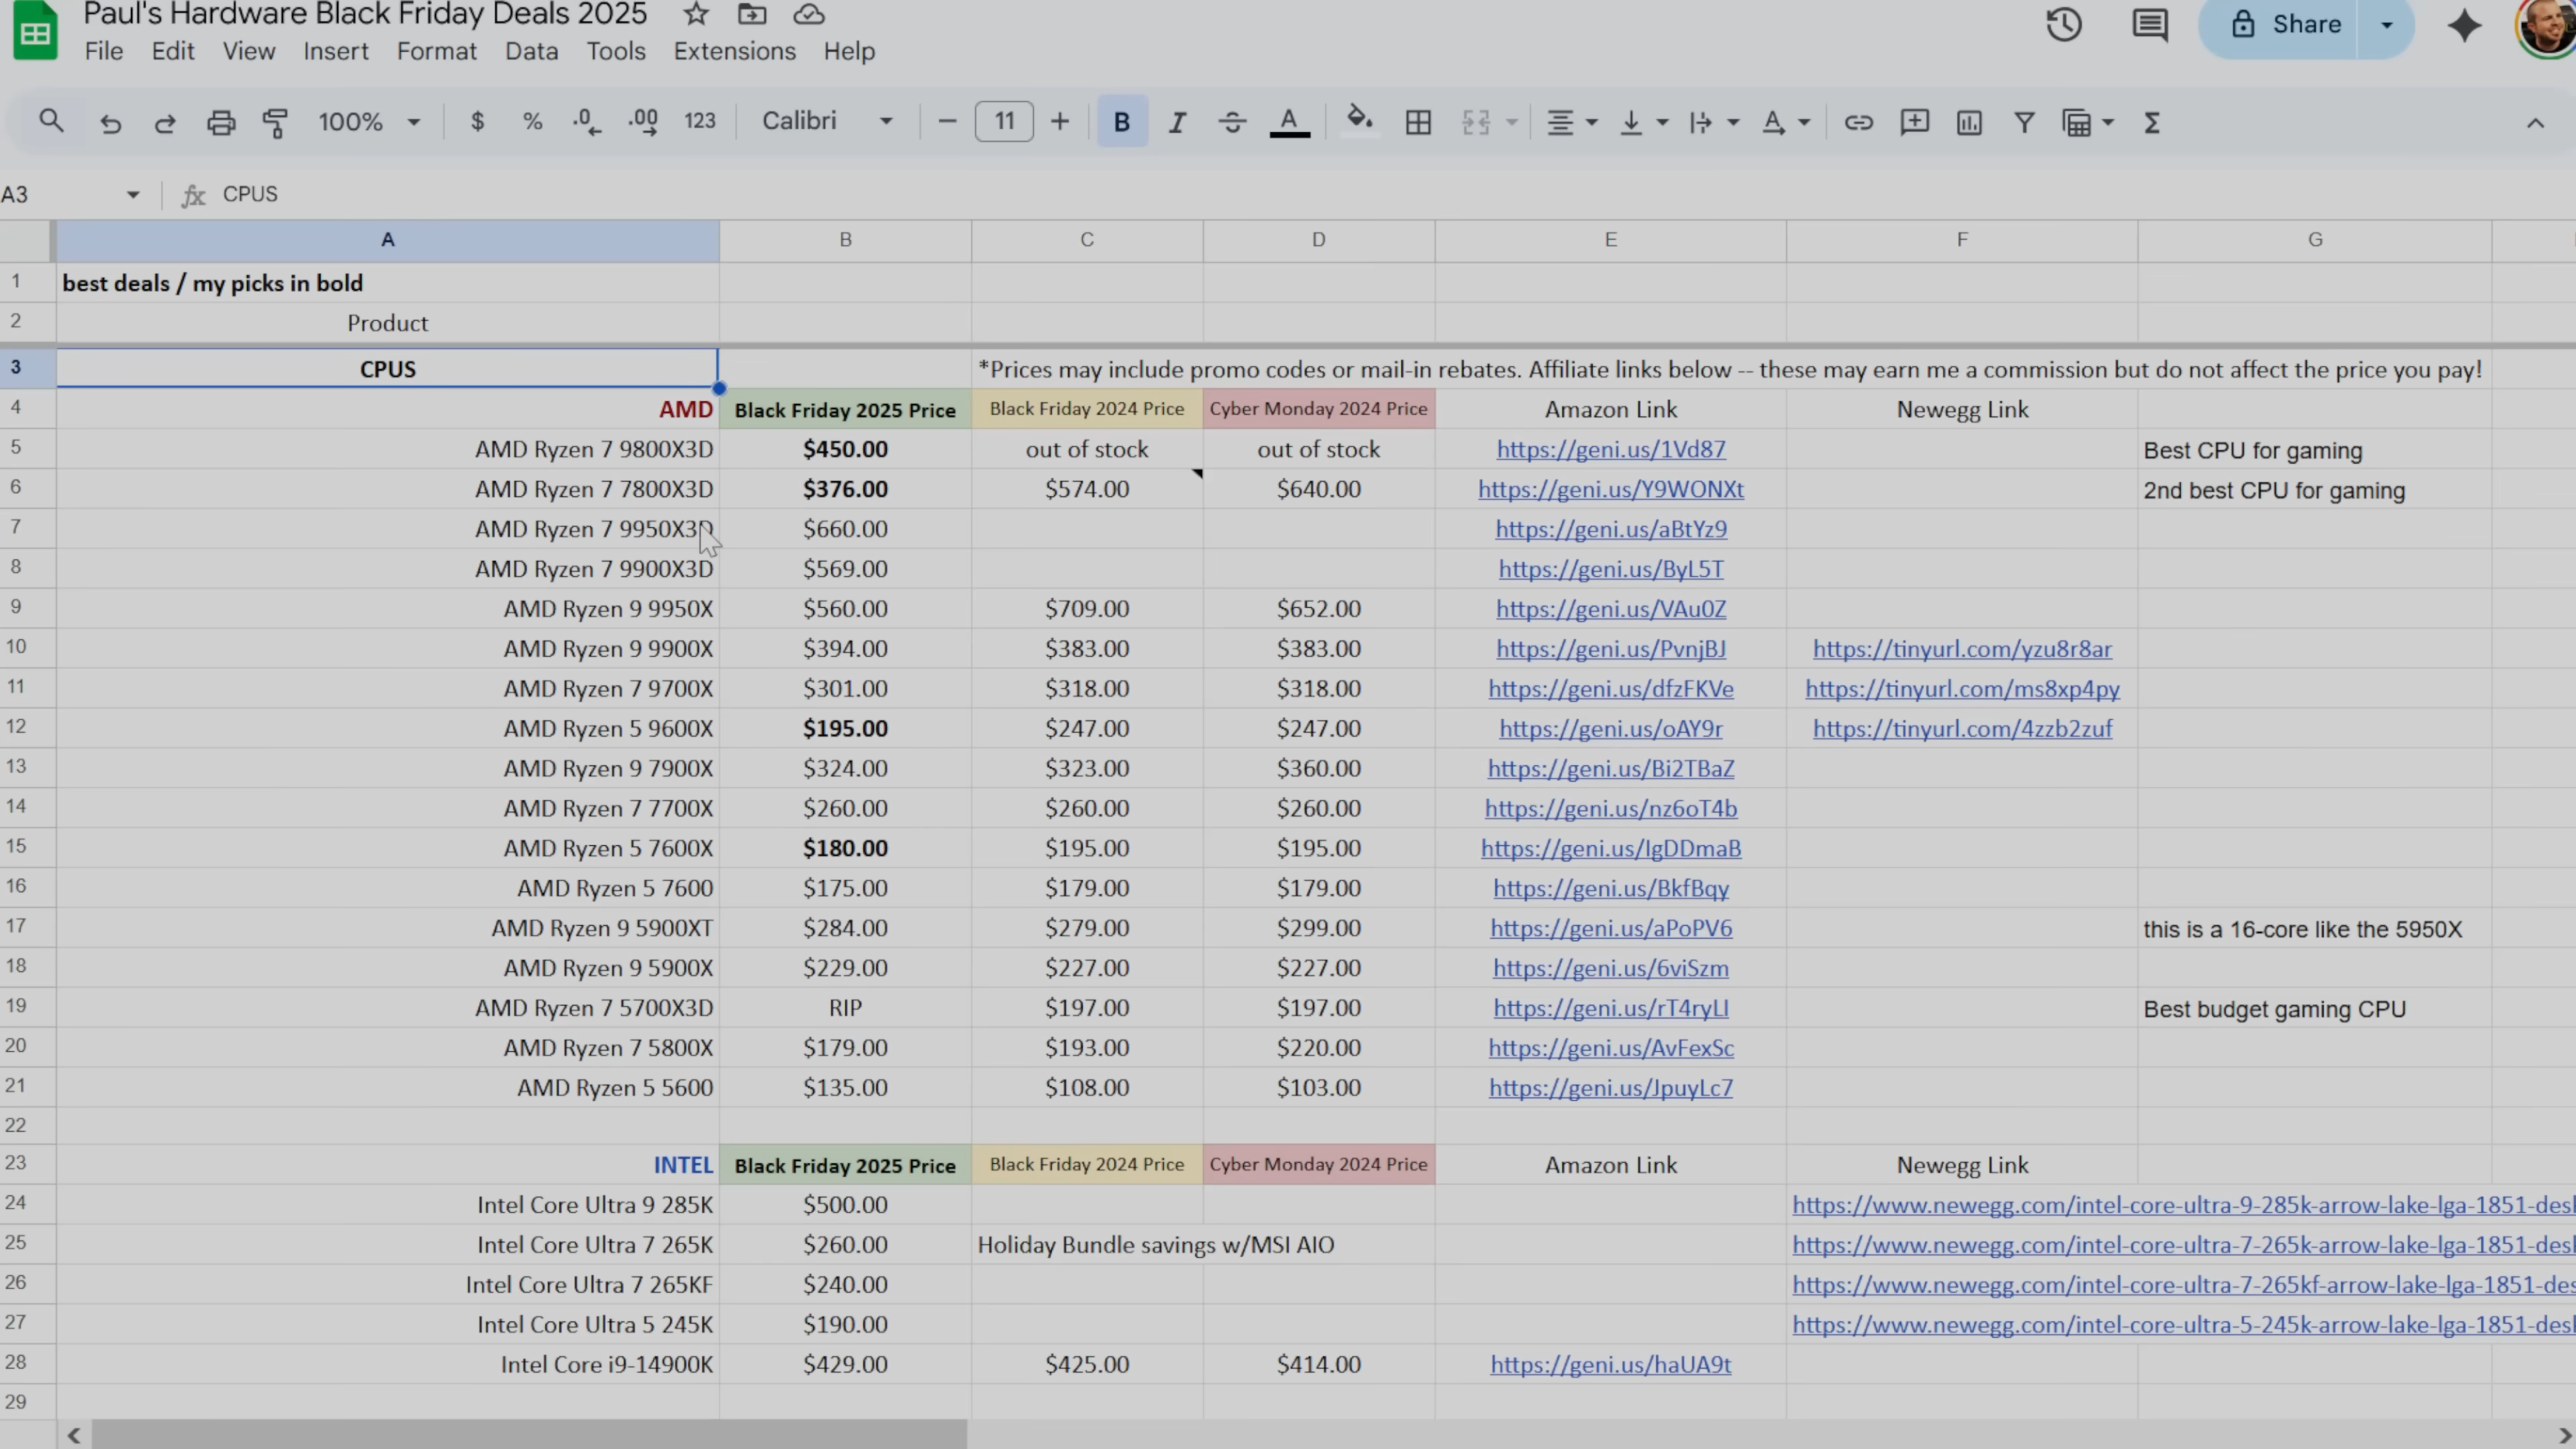 Paul's Hardware Black Friday Deals 2025
File Edit View Insert Format Data Tools Extensions Help
Share
100% $ % .0 .00 123 Calibri 11 B I A
A3 fx CPUS
A B C D E F G
1 best deals / my picks in bold
2 Product
3 CPUS *Prices may include promo codes or mail-in rebates. Affiliate links below -- these may earn me a commission but do not affect the price you pay!
4 AMD Black Friday 2025 Price Black Friday 2024 Price Cyber Monday 2024 Price Amazon Link Newegg Link
5 AMD Ryzen 7 9800X3D $450.00 out of stock out of stock https://geni.us/1Vd87 Best CPU for gaming
6 AMD Ryzen 7 7800X3D $376.00 $574.00 $640.00 https://geni.us/Y9WONXt 2nd best CPU for gaming
7 AMD Ryzen 7 9950X3D $660.00 https://geni.us/aBtYz9
8 AMD Ryzen 7 9900X3D $569.00 https://geni.us/ByL5T
9 AMD Ryzen 9 9950X $560.00 $709.00 $652.00 https://geni.us/VAu0Z
10 AMD Ryzen 9 9900X $394.00 $383.00 $383.00 https://geni.us/PvnjBJ https://tinyurl.com/yzu8r8ar
11 AMD Ryzen 7 9700X $301.00 $318.00 $318.00 https://geni.us/dfzFKVe https://tinyurl.com/ms8xp4py
12 AMD Ryzen 5 9600X $195.00 $247.00 $247.00 https://geni.us/oAY9r https://tinyurl.com/4zzb2zuf
13 AMD Ryzen 9 7900X $324.00 $323.00 $360.00 https://geni.us/Bi2TBaZ
14 AMD Ryzen 7 7700X $260.00 $260.00 $260.00 https://geni.us/nz6oT4b
15 AMD Ryzen 5 7600X $180.00 $195.00 $195.00 https://geni.us/IgDDmaB
16 AMD Ryzen 5 7600 $175.00 $179.00 $179.00 https://geni.us/BkfBqy
17 AMD Ryzen 9 5900XT $284.00 $279.00 $299.00 https://geni.us/aPoPV6 this is a 16-core like the 5950X
18 AMD Ryzen 9 5900X $229.00 $227.00 $227.00 https://geni.us/6viSzm
19 AMD Ryzen 7 5700X3D RIP $197.00 $197.00 https://geni.us/rT4ryLI Best budget gaming CPU
20 AMD Ryzen 7 5800X $179.00 $193.00 $220.00 https://geni.us/AvFexSc
21 AMD Ryzen 5 5600 $135.00 $108.00 $103.00 https://geni.us/JpuyLc7
22
23 INTEL Black Friday 2025 Price Black Friday 2024 Price Cyber Monday 2024 Price Amazon Link Newegg Link
24 Intel Core Ultra 9 285K $500.00 https://www.newegg.com/intel-core-ultra-9-285k-arrow-lake-lga-1851-desl
25 Intel Core Ultra 7 265K $260.00 Holiday Bundle savings w/MSI AIO https://www.newegg.com/intel-core-ultra-7-265k-arrow-lake-lga-1851-desl
26 Intel Core Ultra 7 265KF $240.00 https://www.newegg.com/intel-core-ultra-7-265kf-arrow-lake-lga-1851-des
27 Intel Core Ultra 5 245K $190.00 https://www.newegg.com/intel-core-ultra-5-245k-arrow-lake-lga-1851-desl
28 Intel Core i9-14900K $429.00 $425.00 $414.00 https://geni.us/haUA9t
29